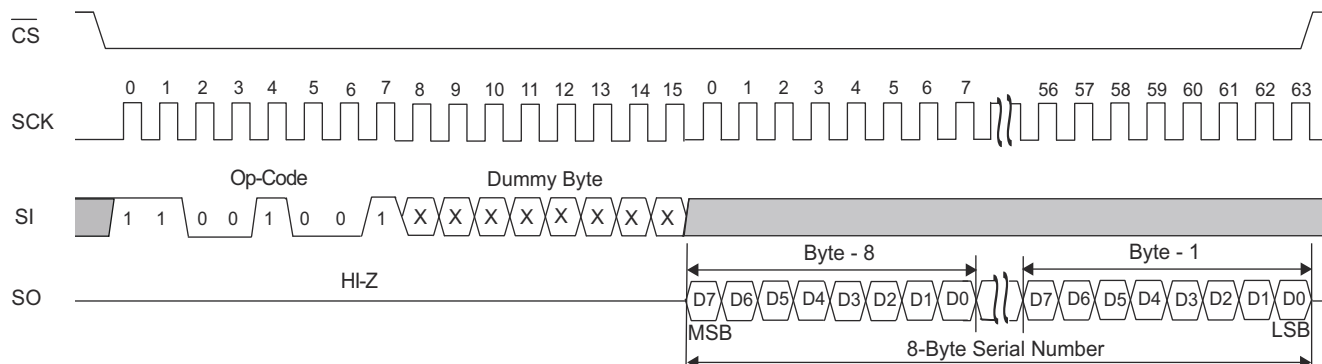 CS
0 1 2 3 4 5 6 7 8 9 10 11 12 13 14 15 0 1 2 3 4 5 6 7 56 57 58 59 60 61 62 63
SCK
Op-Code Dummy Byte
SI 1 1 0 0 1 0 0 1 X X X X X X X X
Byte - 8 Byte - 1
HI-Z
SO D7 D6 D5 D4 D3 D2 D1 D0 D7 D6 D5 D4 D3 D2 D1 D0
MSB LSB
8-Byte Serial Number